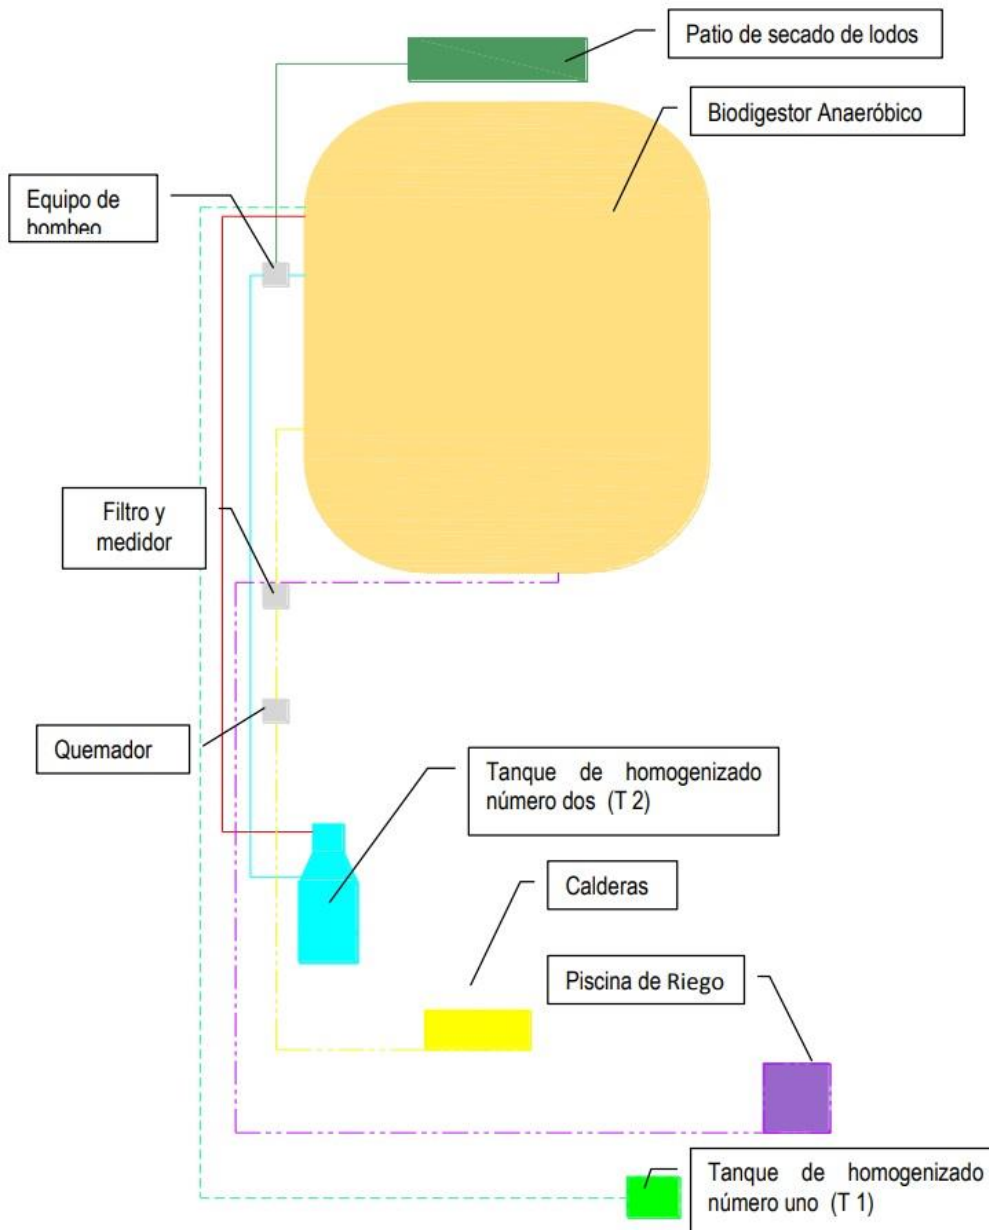 Patio de secado de lodos
Biodigestor Anaeróbico
Equipo de
bombeo
Filtro y
medidor
Quemador
Tanque de homogenizado
número dos (T 2)
Calderas
Piscina de Riego
Tanque de homogenizado
número uno (T 1)